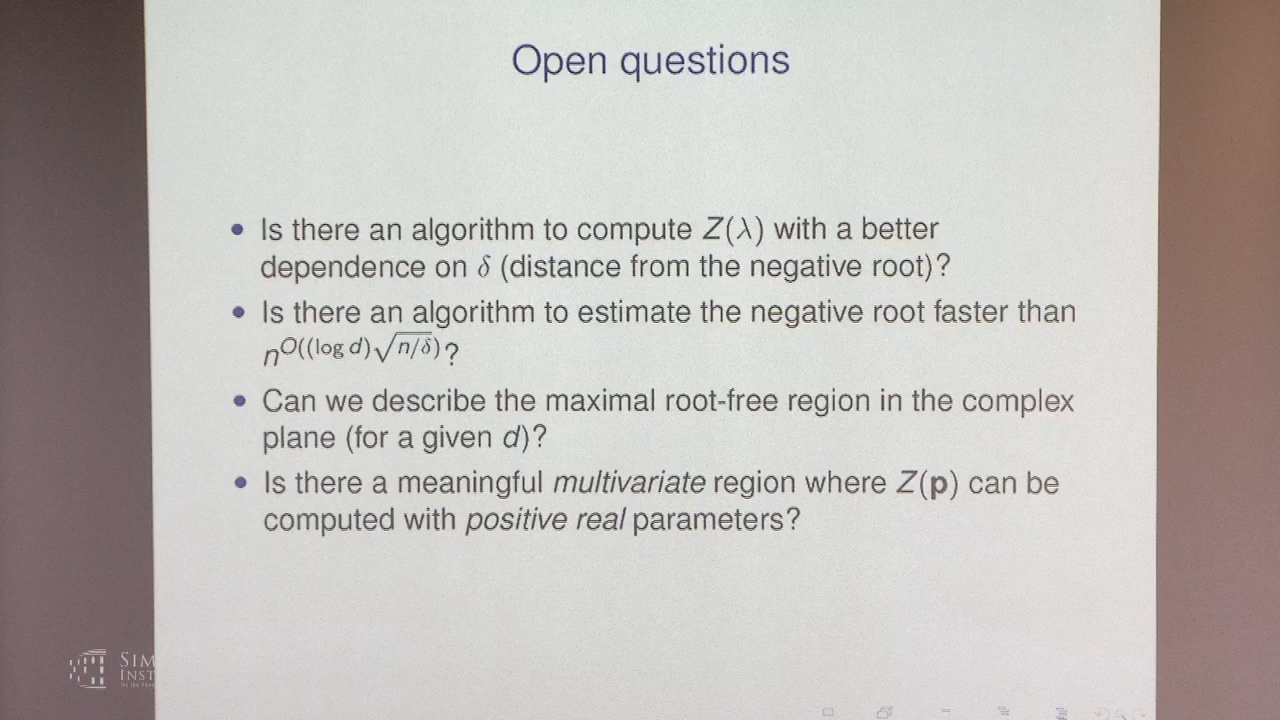 Open questions
• Is there an algorithm to compute Z(λ) with a better
dependence on δ (distance from the negative root)?
• Is there an algorithm to estimate the negative root faster than
n^{O((log d)√(n/δ))}?
• Can we describe the maximal root-free region in the complex
plane (for a given d)?
• Is there a meaningful multivariate region where Z(p) can be
computed with positive real parameters?
SIM
INST